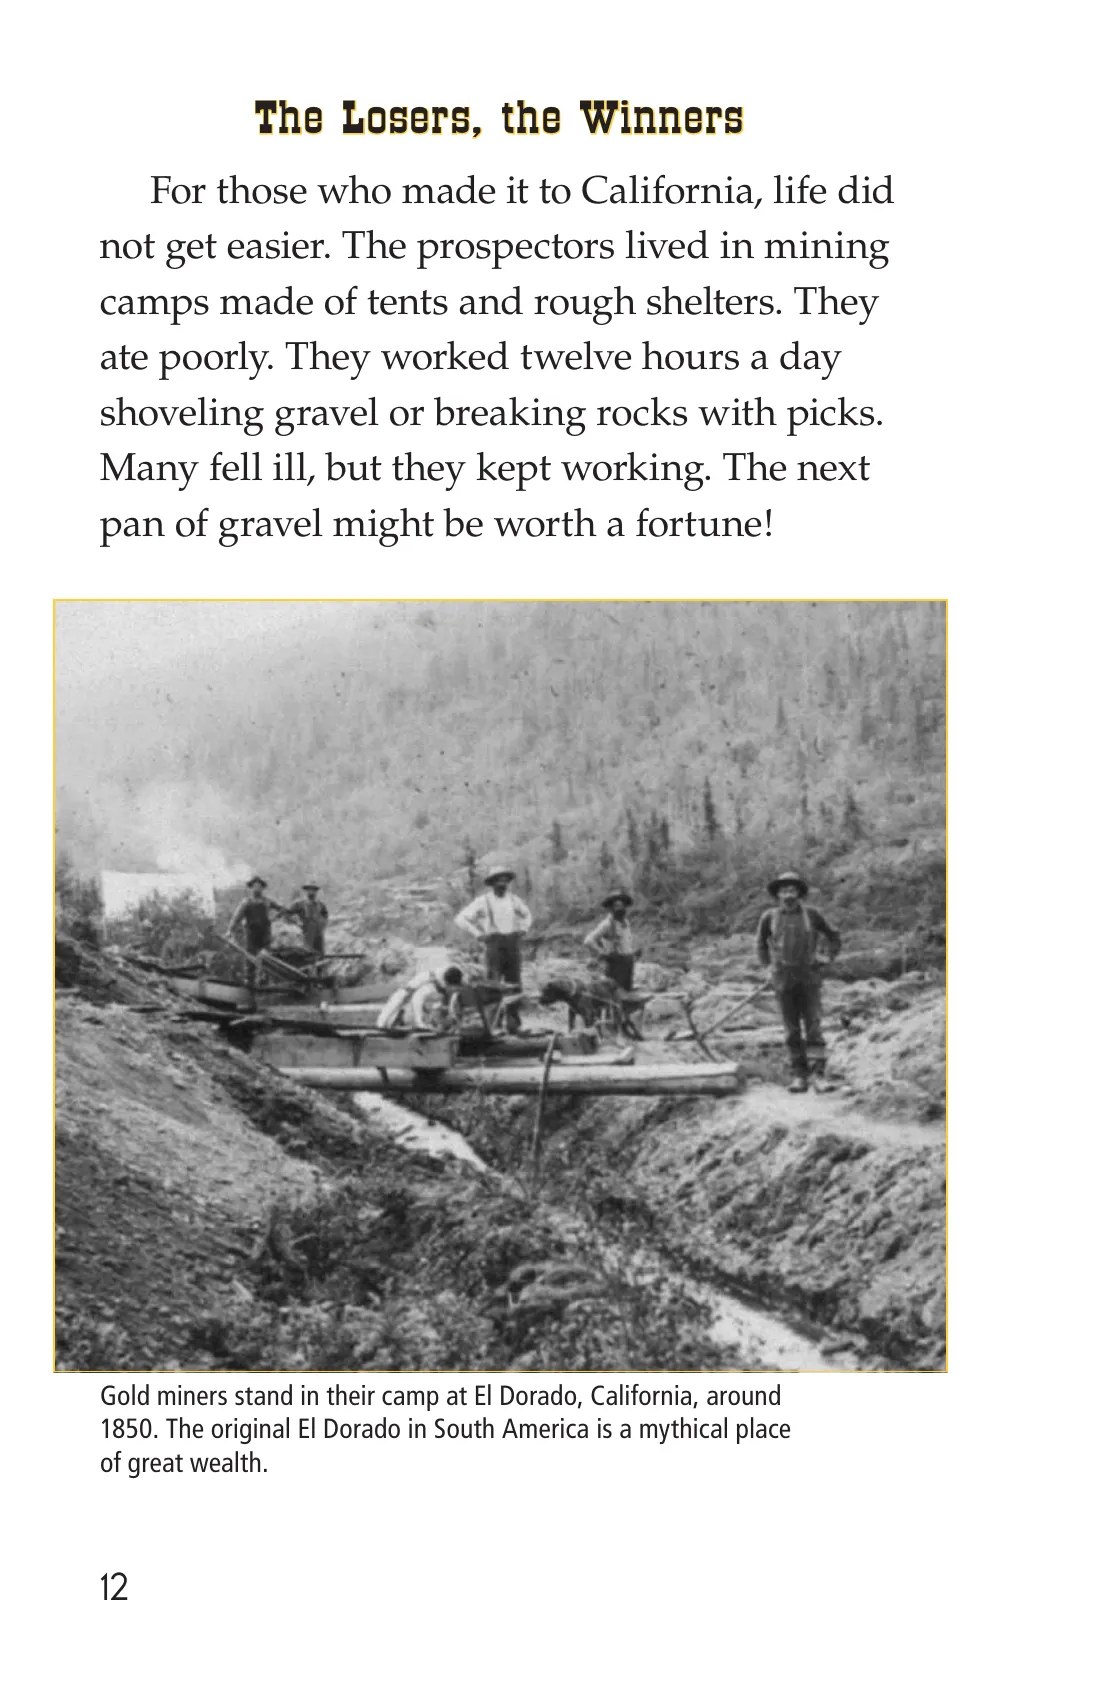 The Losers, the Winners
For those who made it to California, life did
not get easier. The prospectors lived in mining
camps made of tents and rough shelters. They
ate poorly. They worked twelve hours a day
shoveling gravel or breaking rocks with picks.
Many fell ill, but they kept working. The next
pan of gravel might be worth a fortune!
Gold miners stand in their camp at El Dorado, California, around
1850. The original El Dorado in South America is a mythical place
of great wealth.
12